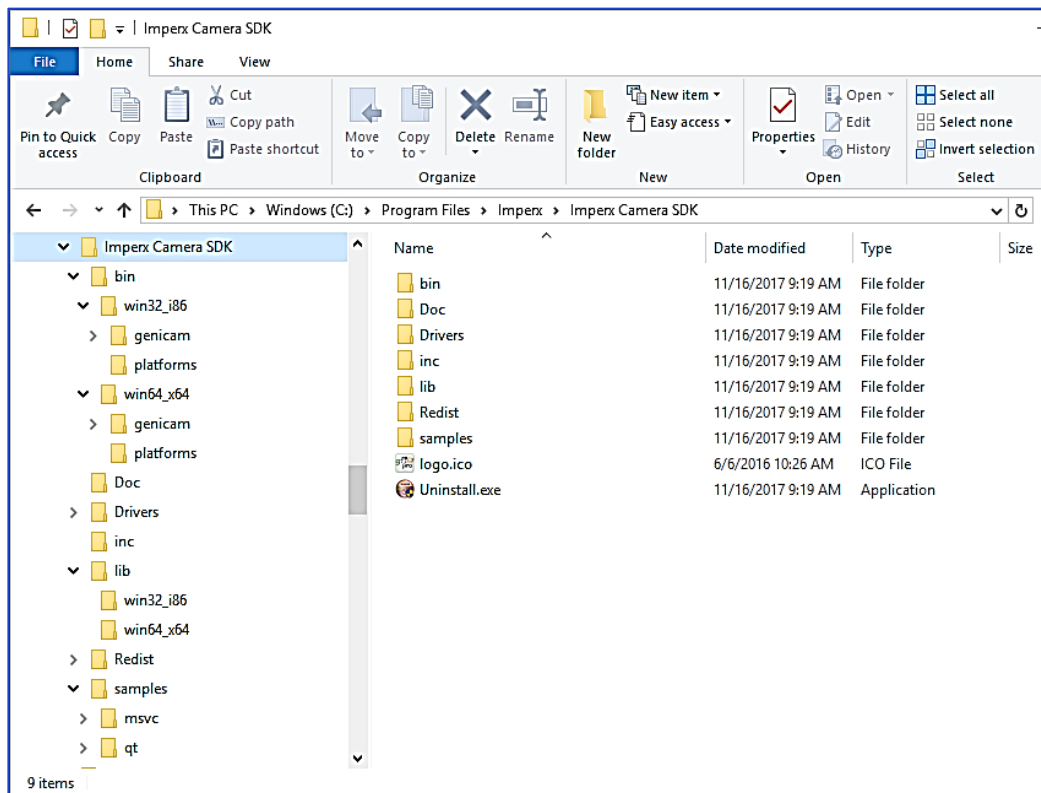 Imperx Camera SDK
File Home Share View
Pin to Quick access
Copy
Paste
Cut
Copy path
Paste shortcut
Clipboard
Move to
Copy to
Delete
Rename
Organize
New folder
New item
Easy access
New
Properties
Open
Edit
History
Open
Select all
Select none
Invert selection
Select
This PC > Windows (C:) > Program Files > Imperx > Imperx Camera SDK
Imperx Camera SDK
bin
win32_i86
genicam
platforms
win64_x64
genicam
platforms
Doc
Drivers
inc
lib
win32_i86
win64_x64
Redist
samples
msvc
qt
Name Date modified Type Size
bin 11/16/2017 9:19 AM File folder
Doc 11/16/2017 9:19 AM File folder
Drivers 11/16/2017 9:19 AM File folder
inc 11/16/2017 9:19 AM File folder
lib 11/16/2017 9:19 AM File folder
Redist 11/16/2017 9:19 AM File folder
samples 11/16/2017 9:19 AM File folder
logo.ico 6/6/2016 10:26 AM ICO File
Uninstall.exe 11/16/2017 9:19 AM Application
9 items